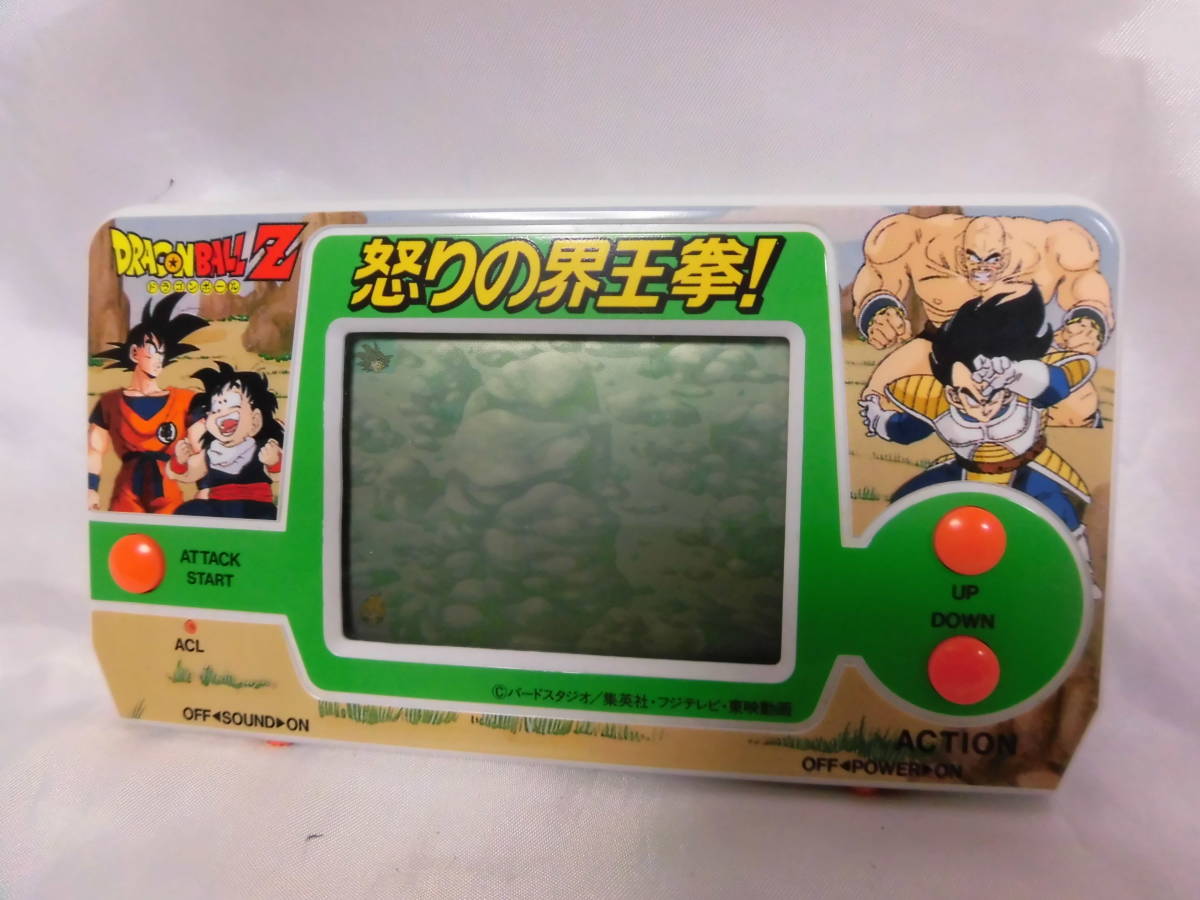 DRAGONBALL Z
ドラゴンボール
怒りの界王拳!
ATTACK
START
UP
DOWN
ACL
OFF◀SOUND▶ON
©バードスタジオ/集英社・フジテレビ・東映動画
ACTION
OFF◀POWER▶ON